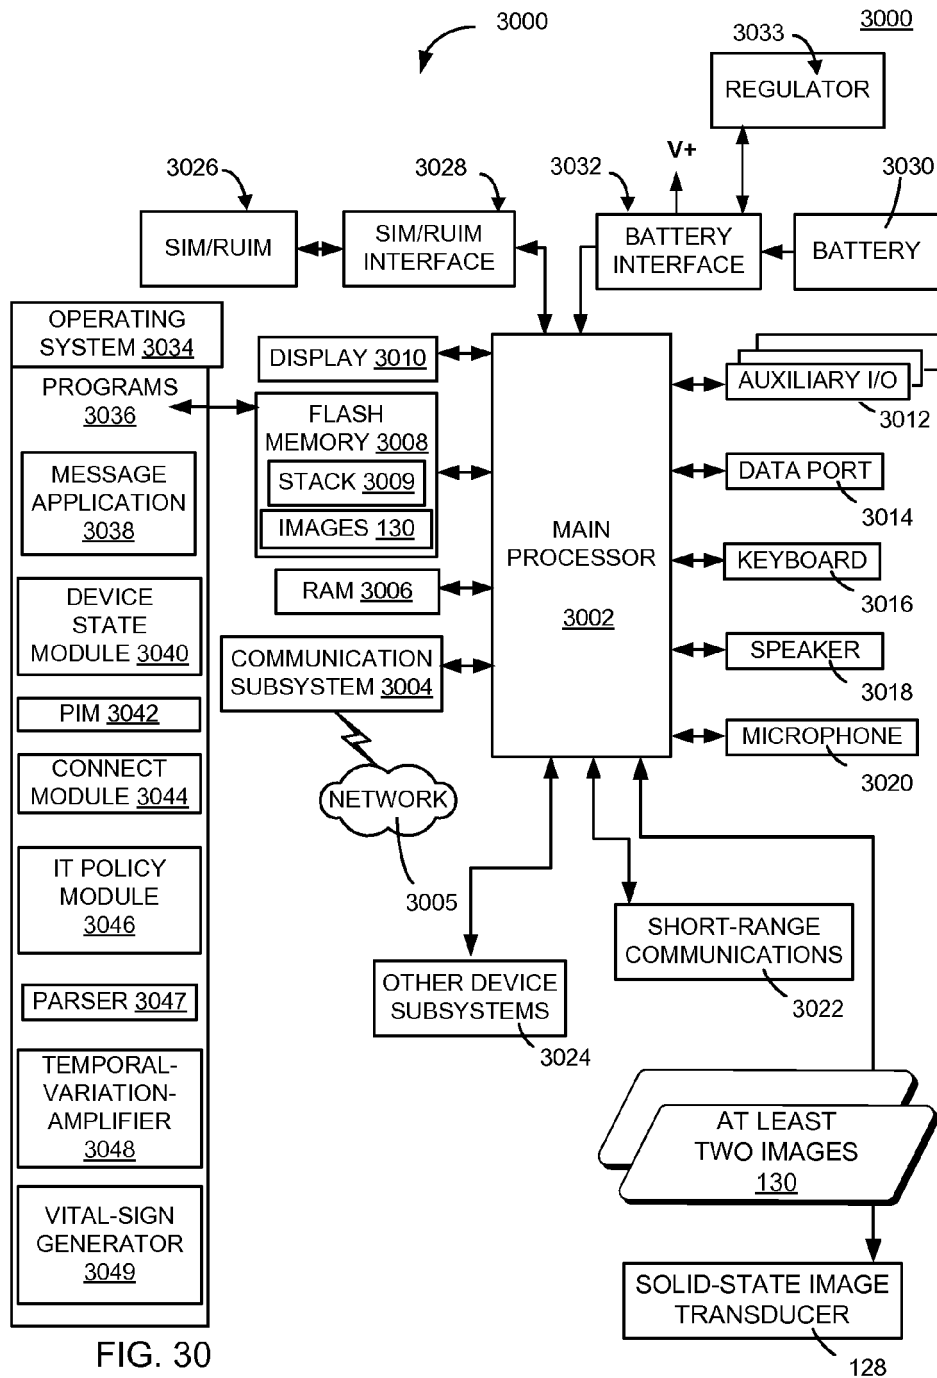 3000
3000
3033
REGULATOR
V+
3026
3028
3032
3030
SIM/RUIM
SIM/RUIM
INTERFACE
BATTERY
INTERFACE
BATTERY
OPERATING
SYSTEM 3034
PROGRAMS
3036
MESSAGE
APPLICATION
3038
DEVICE
STATE
MODULE 3040
PIM 3042
CONNECT
MODULE 3044
IT POLICY
MODULE
3046
PARSER 3047
TEMPORAL-
VARIATION-
AMPLIFIER
3048
VITAL-SIGN
GENERATOR
3049
DISPLAY 3010
FLASH
MEMORY 3008
STACK 3009
IMAGES 130
RAM 3006
COMMUNICATION
SUBSYSTEM 3004
NETWORK
3005
MAIN
PROCESSOR
3002
AUXILIARY I/O
3012
DATA PORT
3014
KEYBOARD
3016
SPEAKER
3018
MICROPHONE
3020
SHORT-RANGE
COMMUNICATIONS
3022
OTHER DEVICE
SUBSYSTEMS
3024
AT LEAST
TWO IMAGES
130
SOLID-STATE IMAGE
TRANSDUCER
128
FIG. 30